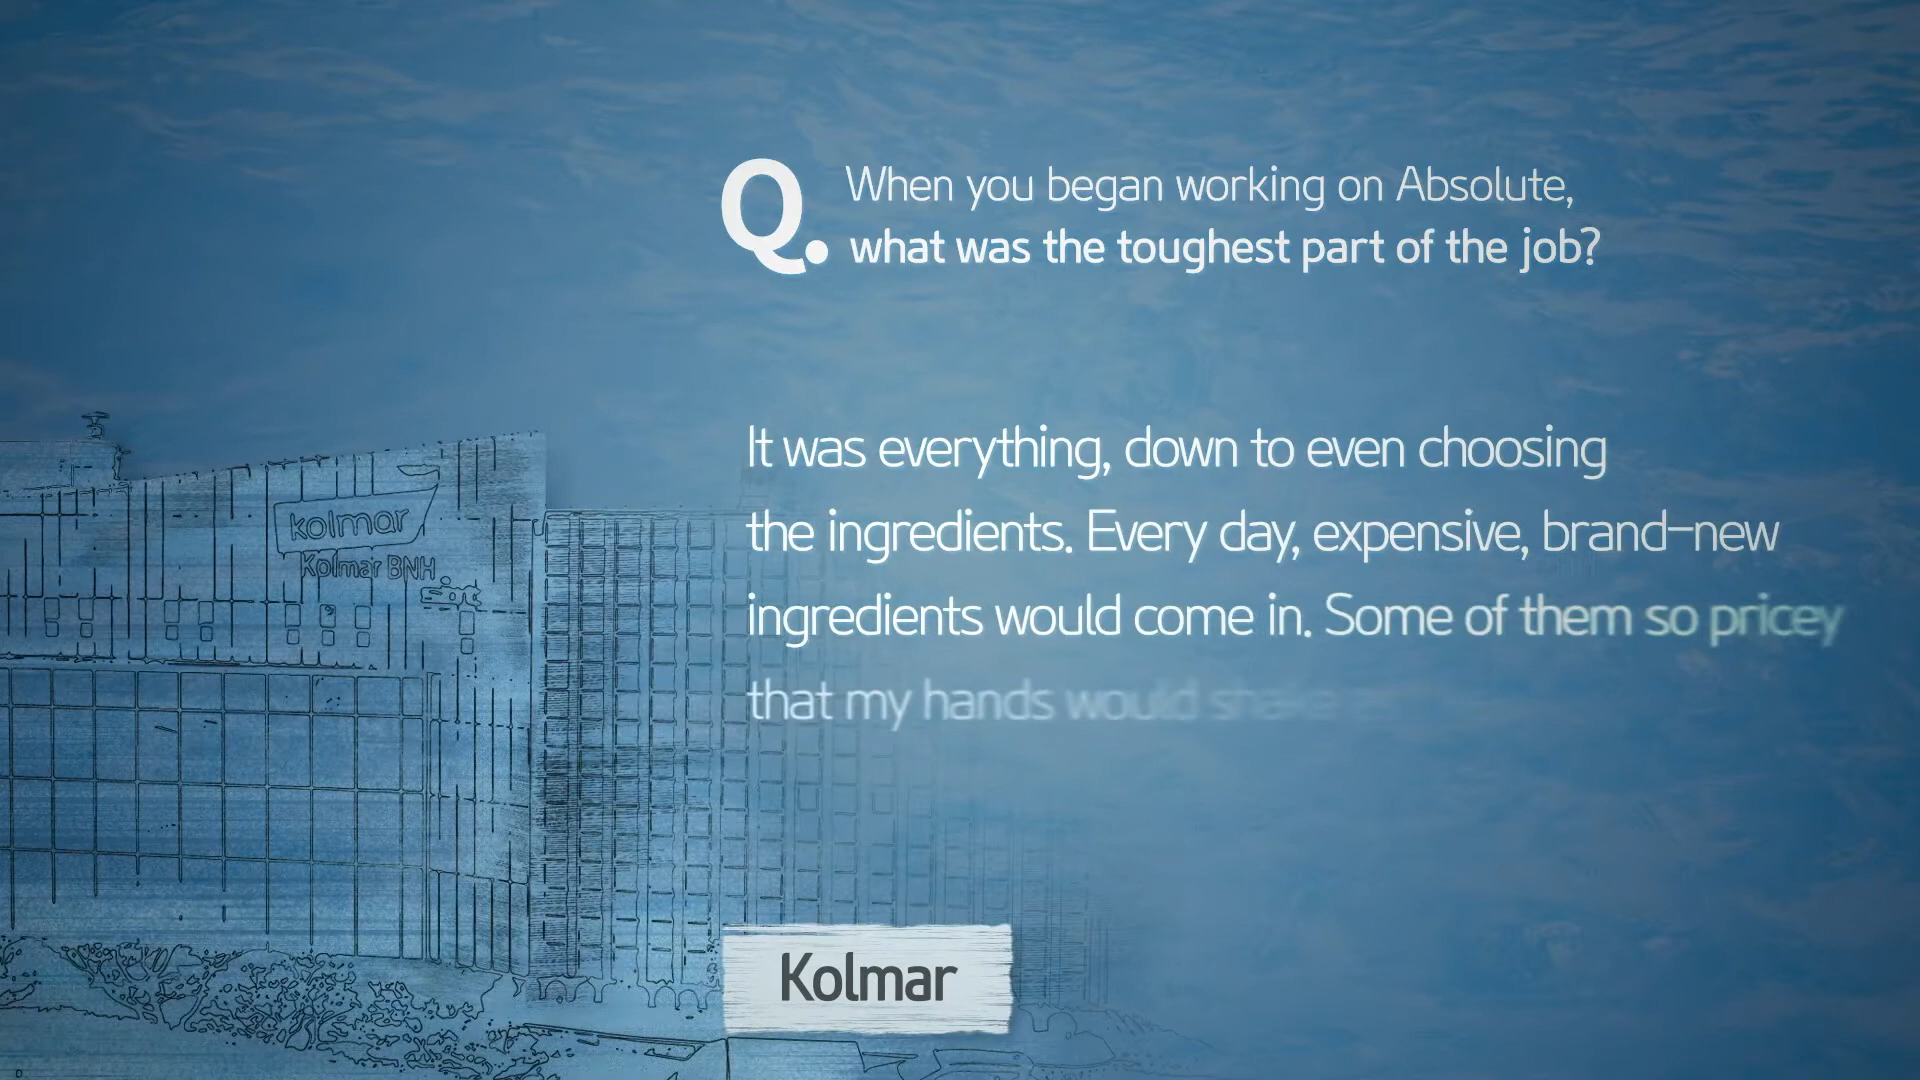 Q. When you began working on Absolute,
what was the toughest part of the job?
It was everything, down to even choosing
the ingredients. Every day, expensive, brand-new
ingredients would come in. Some of them so pricey
that my hands would shake
kolmar
Kolmar BNH
Kolmar